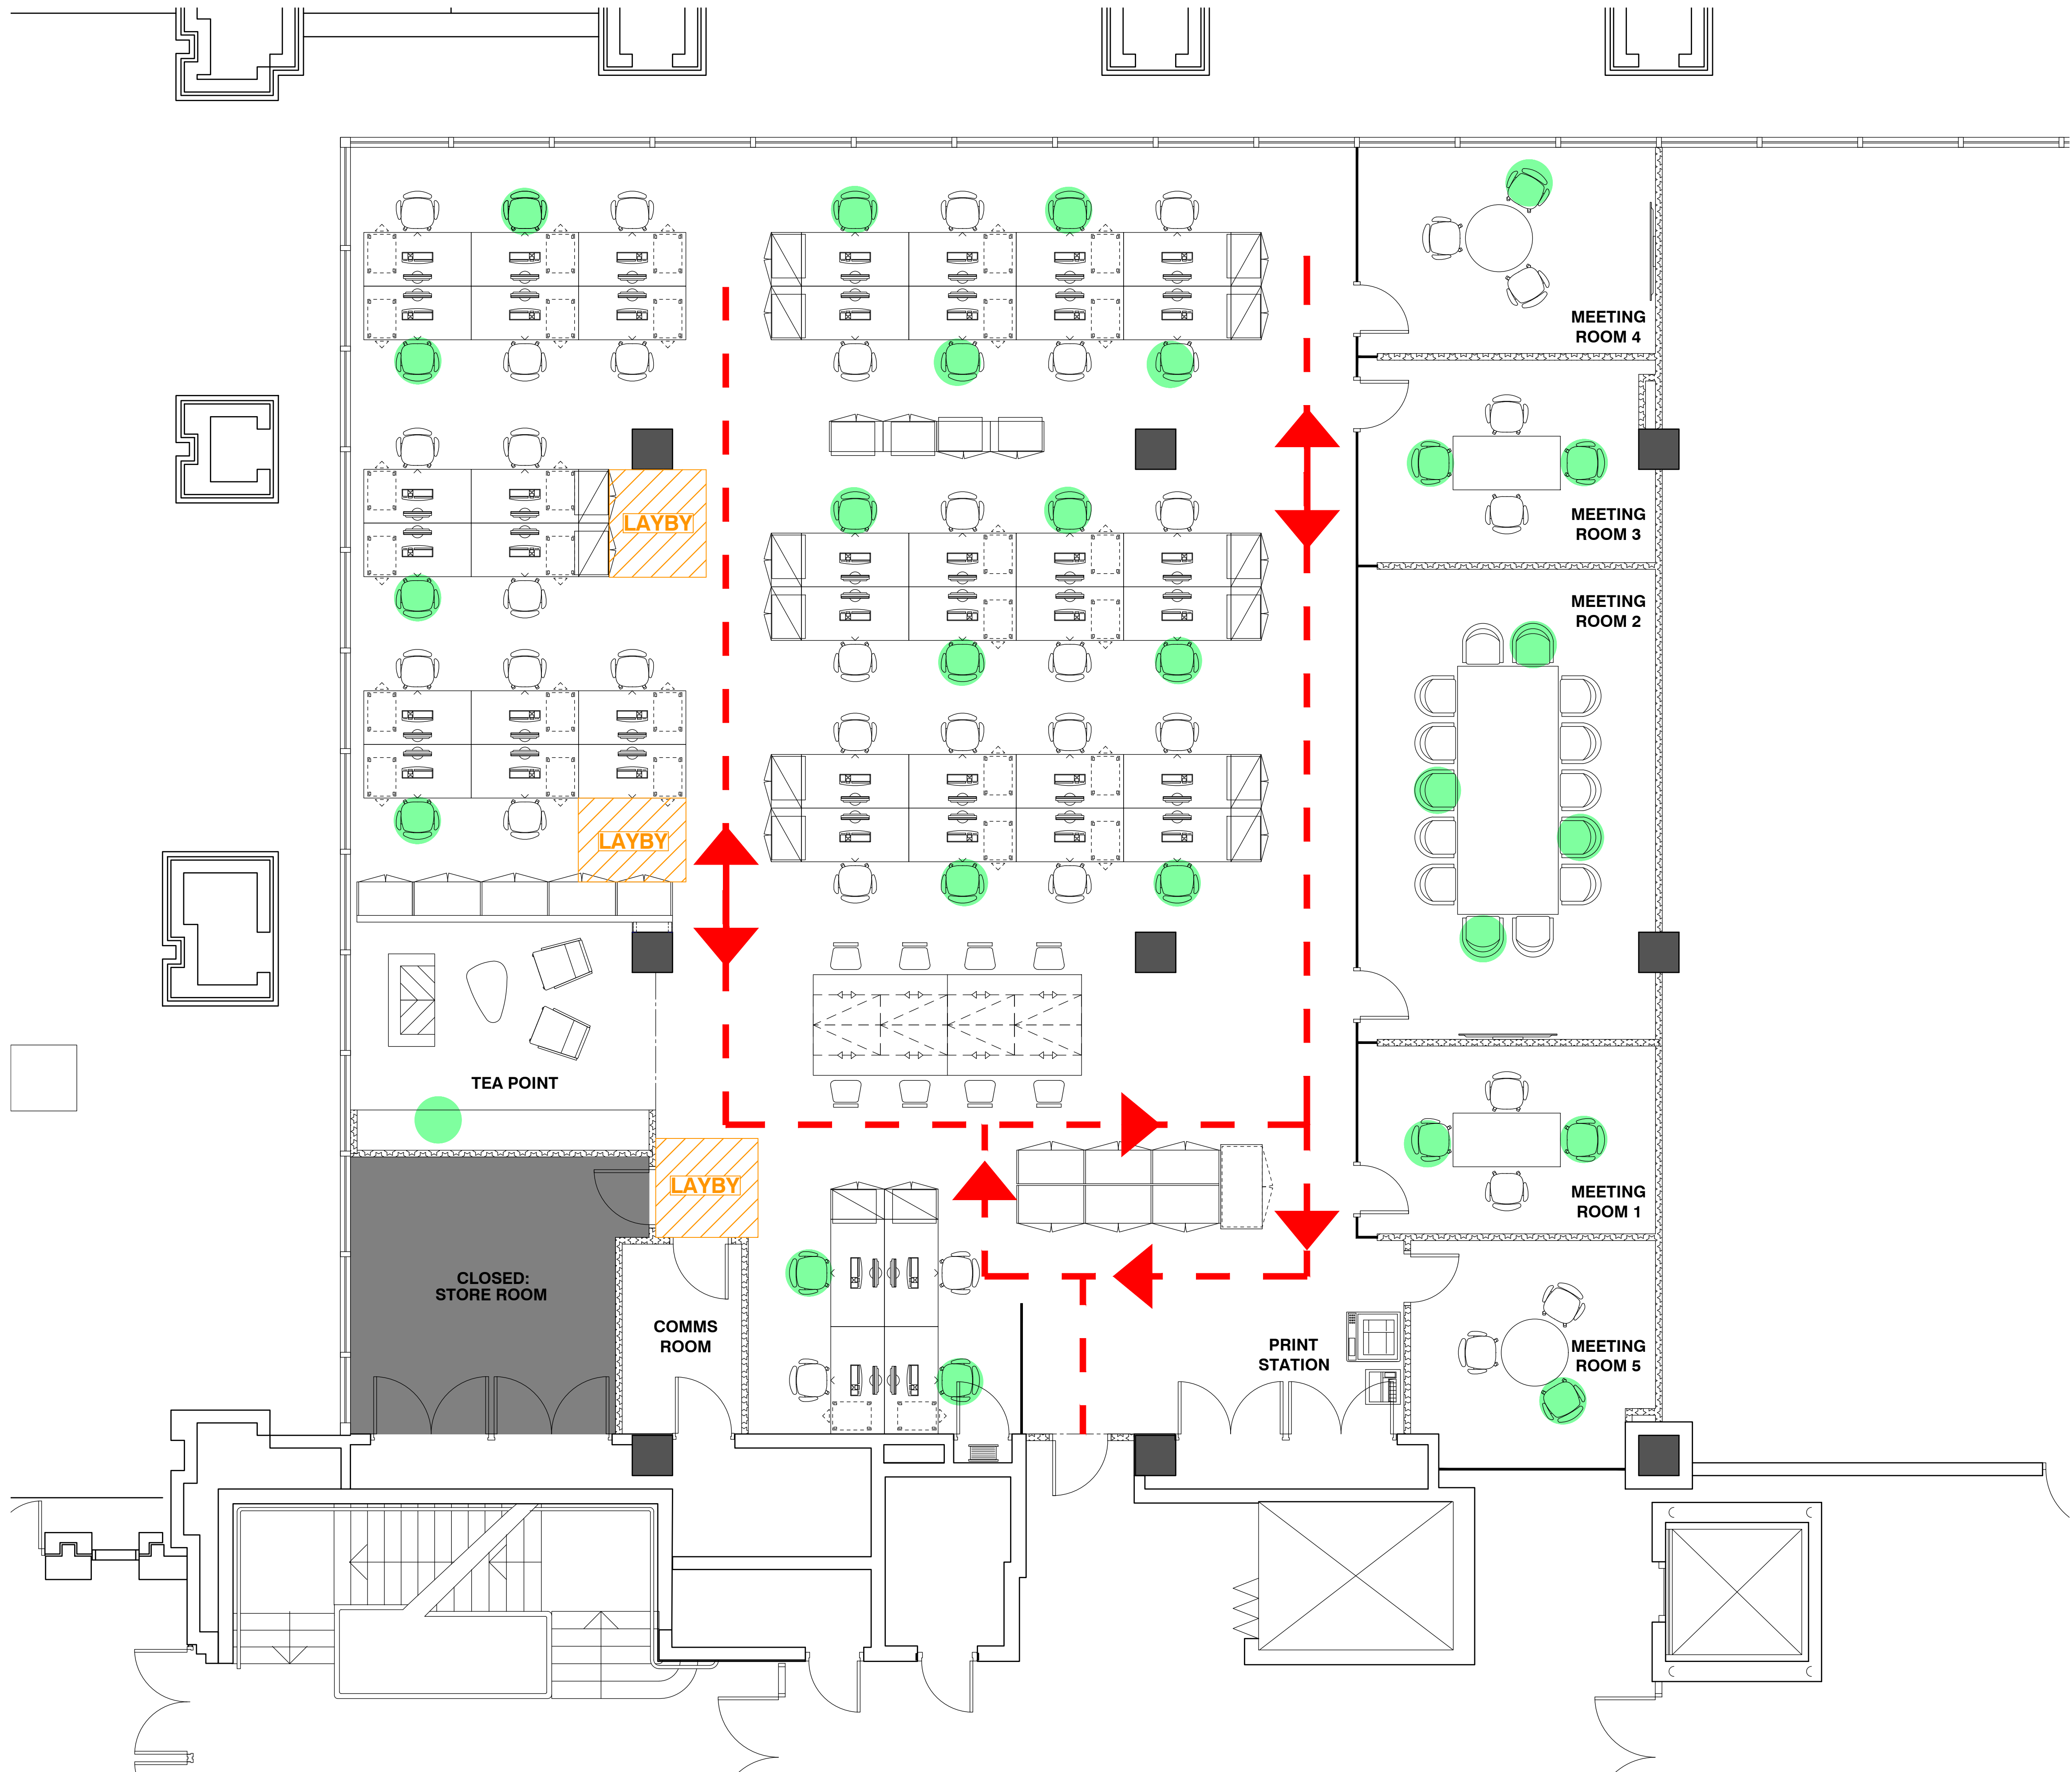 MEETING
ROOM 4
MEETING
ROOM 3
LAYBY
MEETING
ROOM 2
LAYBY
TEA POINT
LAYBY
MEETING
ROOM 1
CLOSED:
STORE ROOM
COMMS
ROOM
PRINT
STATION
MEETING
ROOM 5